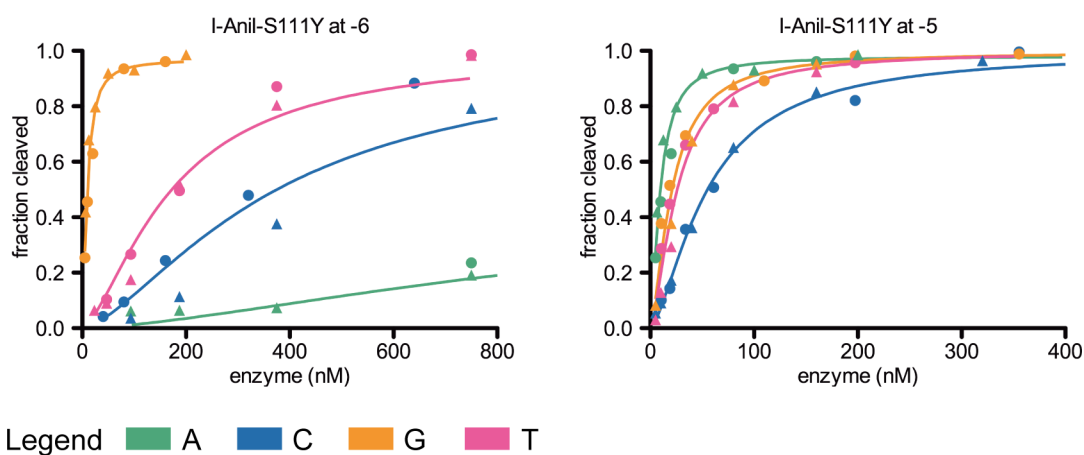 I-AniI-S111Y at -6
1.0
0.8
0.6
0.4
0.2
0.0
fraction cleaved
0 200 400 600 800
enzyme (nM)
I-AniI-S111Y at -5
1.0
0.8
0.6
0.4
0.2
0.0
fraction cleaved
0 100 200 300 400
enzyme (nM)
Legend A C G T